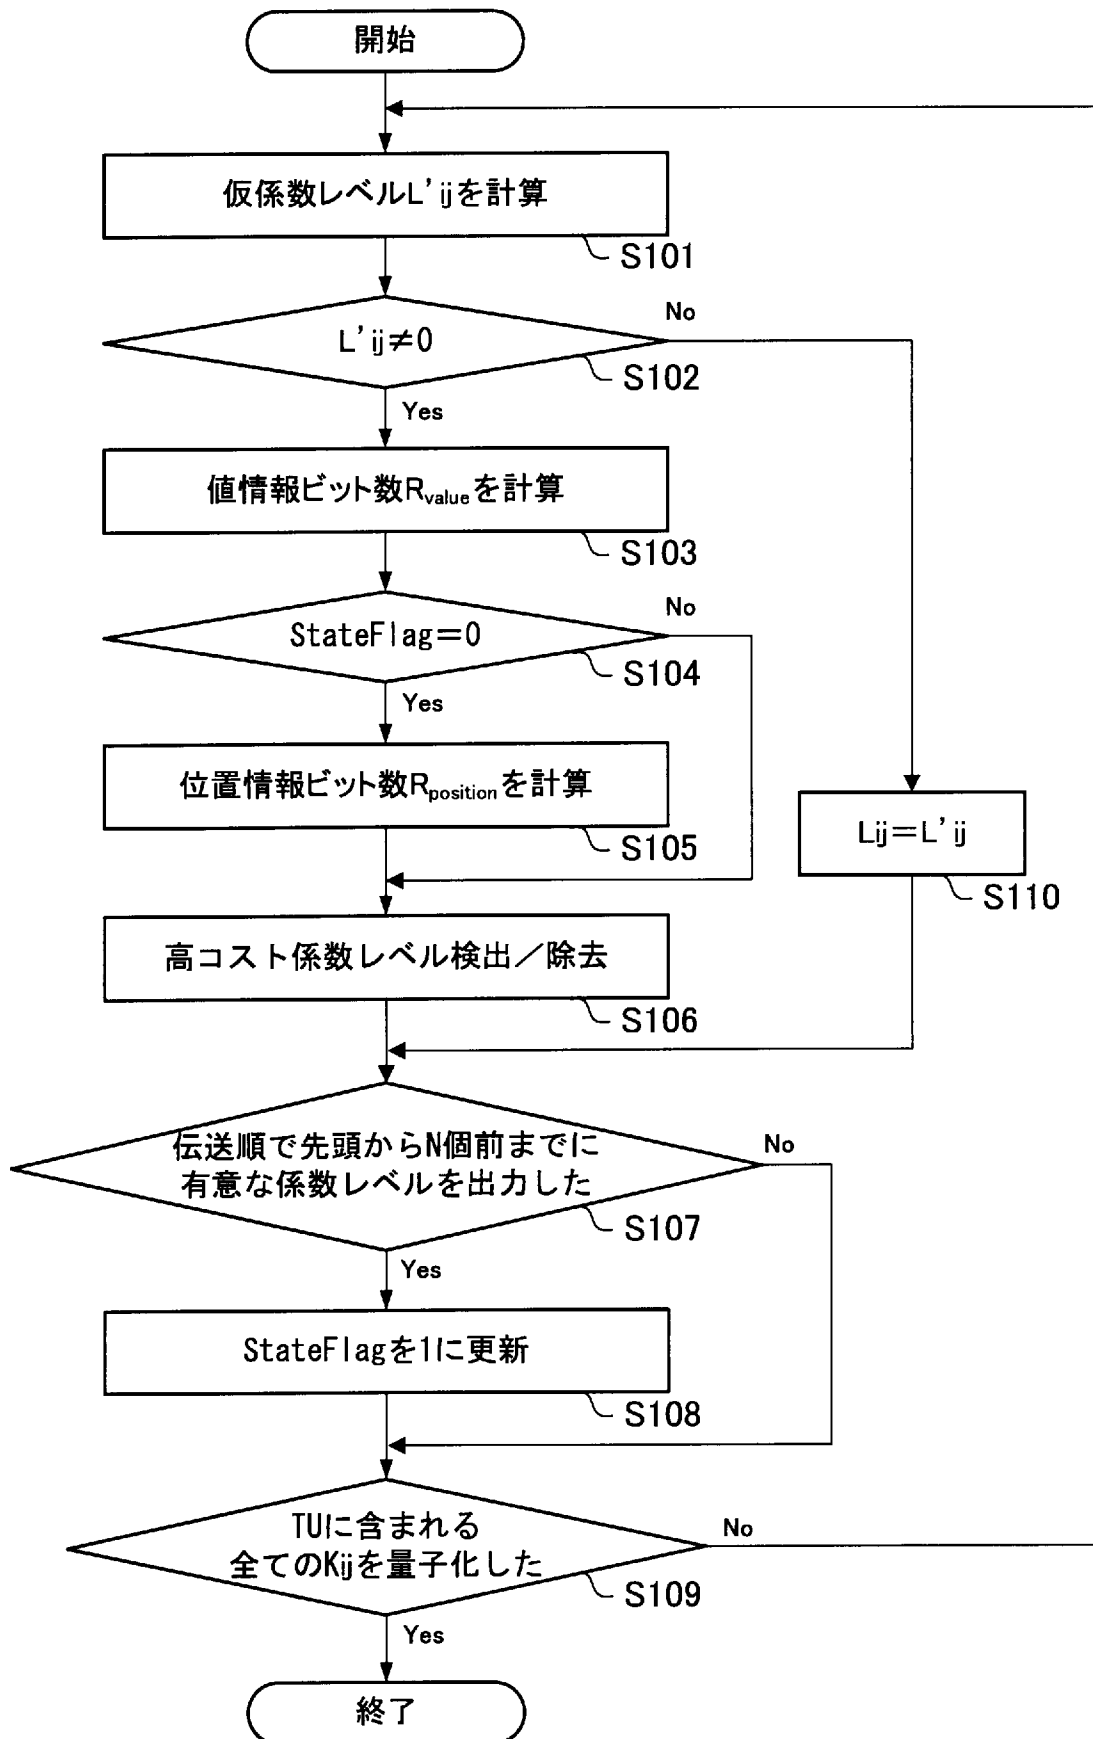 開始
仮係数レベルL'ijを計算
S101
L'ij≠0
No
S102
Yes
値情報ビット数Rvalueを計算
S103
StateFlag=0
No
S104
Yes
位置情報ビット数Rpositionを計算
S105
Lij=L'ij
S110
高コスト係数レベル検出/除去
S106
伝送順で先頭からN個前までに
有意な係数レベルを出力した
No
S107
Yes
StateFlagを1に更新
S108
TUに含まれる
全てのKijを量子化した
No
S109
Yes
終了